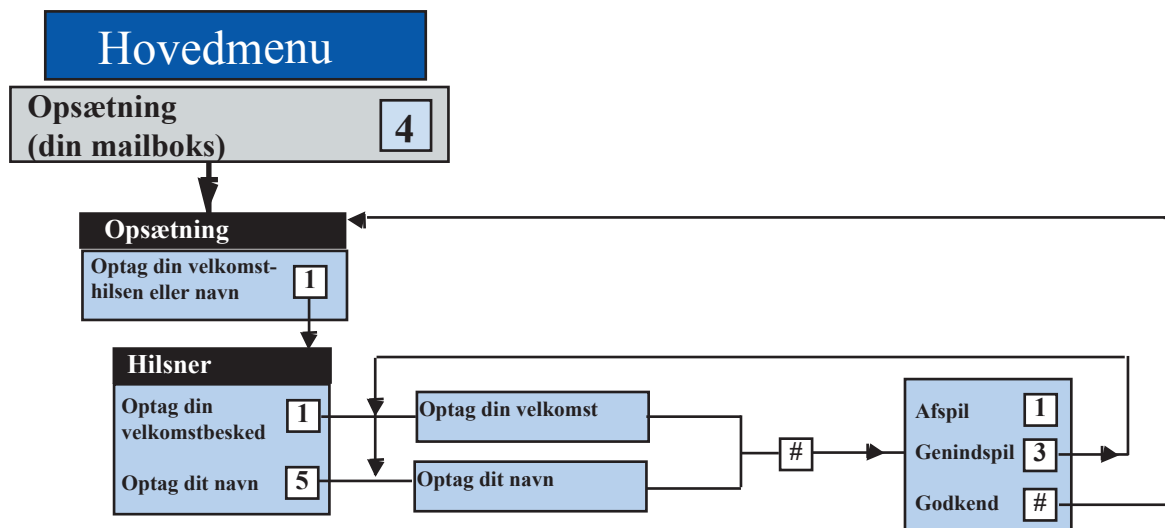 Hovedmenu
Opsætning
(din mailboks)
4
Opsætning
Optag din velkomst-
hilsen eller navn
1
Hilsner
Optag din
velkomstbesked
1
Optag dit navn
5
Optag din velkomst
Optag dit navn
#
Afspil
1
Genindspil
3
Godkend
#